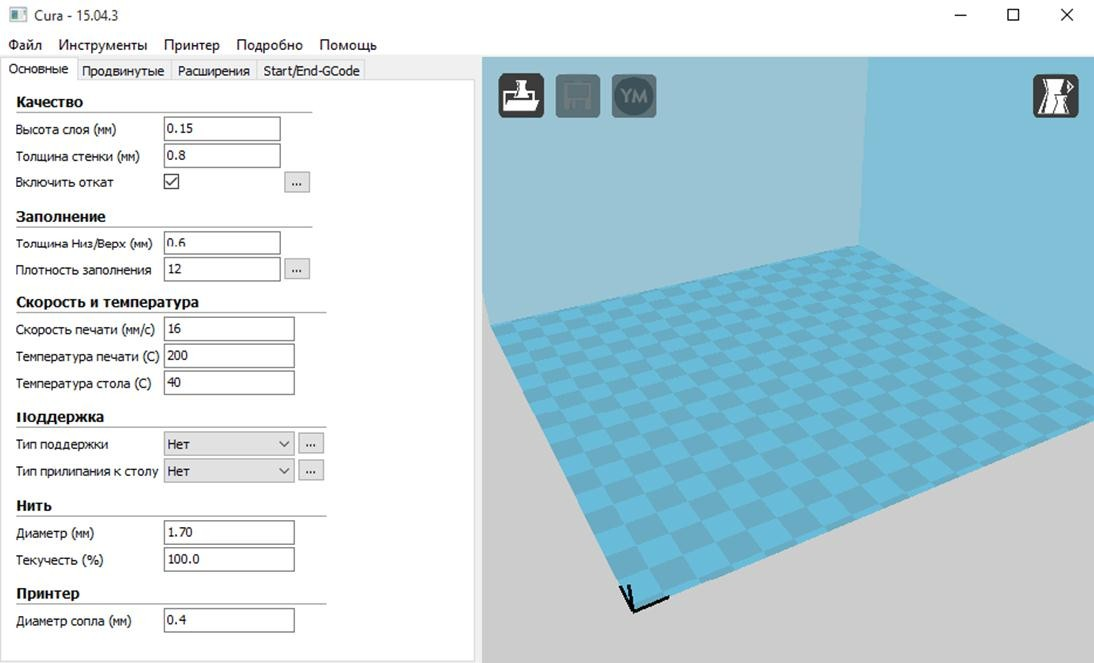 Cura - 15.04.3
Файл Инструменты Принтер Подробно Помощь
Основные Продвинутые Расширения Start/End-GCode
Качество
Высота слоя (мм) 0.15
Толщина стенки (мм) 0.8
Включить откат ...
Заполнение
Толщина Низ/Верх (мм) 0.6
Плотность заполнения 12 ...
Скорость и температура
Скорость печати (мм/с) 16
Температура печати (C) 200
Температура стола (C) 40
Поддержка
Тип поддержки Нет ...
Тип прилипания к столу Нет ...
Нить
Диаметр (мм) 1.70
Текучесть (%) 100.0
Принтер
Диаметр сопла (мм) 0.4
YM